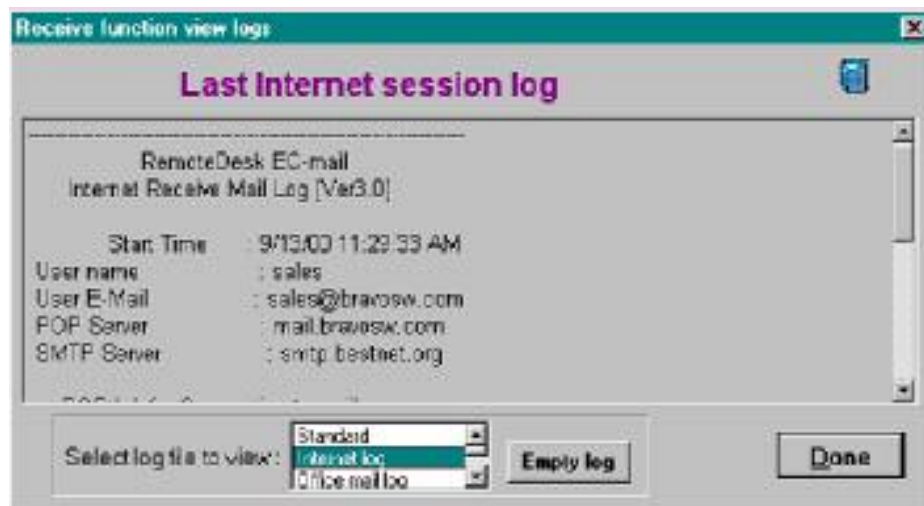 Receive function view logs
Last Internet session log
RemoteDesk EC-mail
Internet Receive Mail Log [Ver3.0]
Start Time : 9/13/00 11:29:33 AM
User name : sales
User E-Mail : sales@bravosw.com
POP Server : mail.bravosw.com
SMTP Server : smtp.bestnet.org
Select log file to view :
Standard
Internet log
Office mail log
Empty log
Done